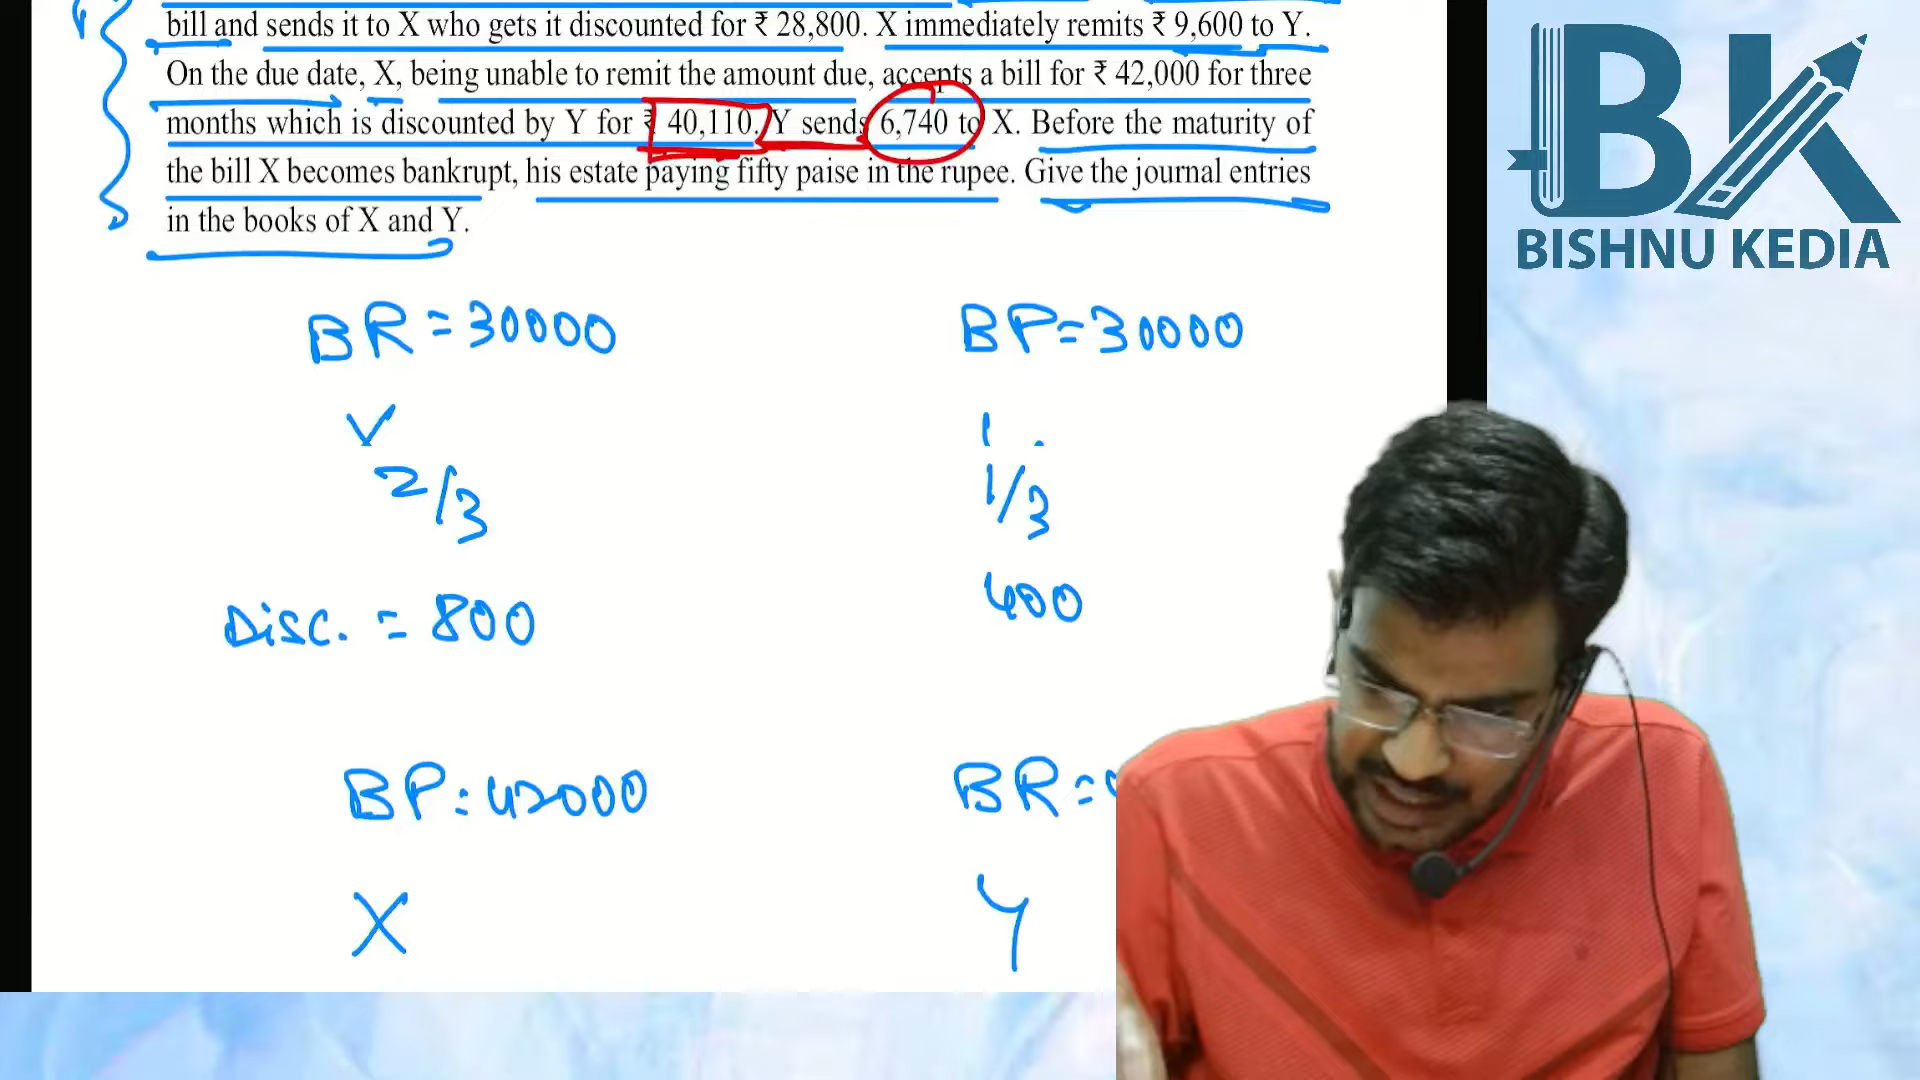 bill and sends it to X who gets it discounted for ₹ 28,800. X immediately remits ₹ 9,600 to Y.
On the due date, X, being unable to remit the amount due, accepts a bill for ₹ 42,000 for three
months which is discounted by Y for ₹ 40,110. Y sends 6,740 to X. Before the maturity of
the bill X becomes bankrupt, his estate paying fifty paise in the rupee. Give the journal entries
in the books of X and Y.
BK
BISHNU KEDIA
BR = 30000
BP = 30000
2/3
1/3
Disc. = 800
400
BP = 42000
BR =
X
Y